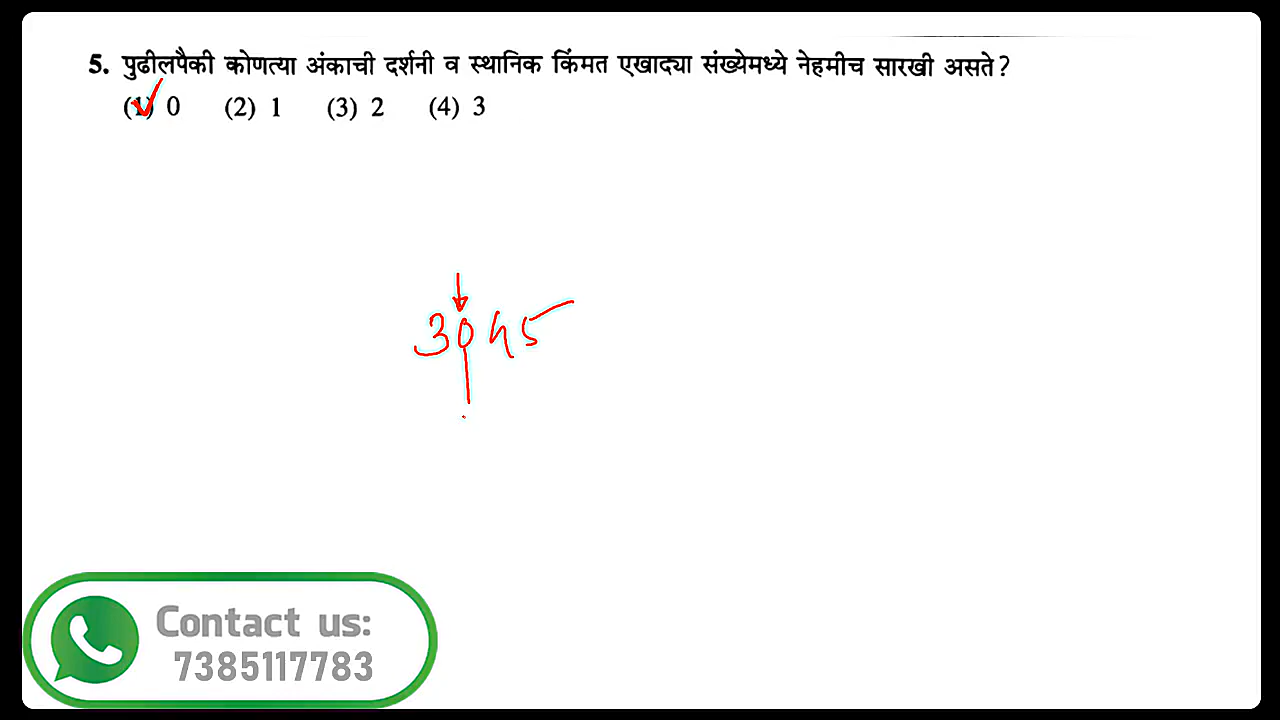 5. पुढीलपैकी कोणत्या अंकाची दर्शनी व स्थानिक किंमत एखाद्या संख्येमध्ये नेहमीच सारखी असते?
(1) 0 (2) 1 (3) 2 (4) 3
3045
Contact us:
7385117783